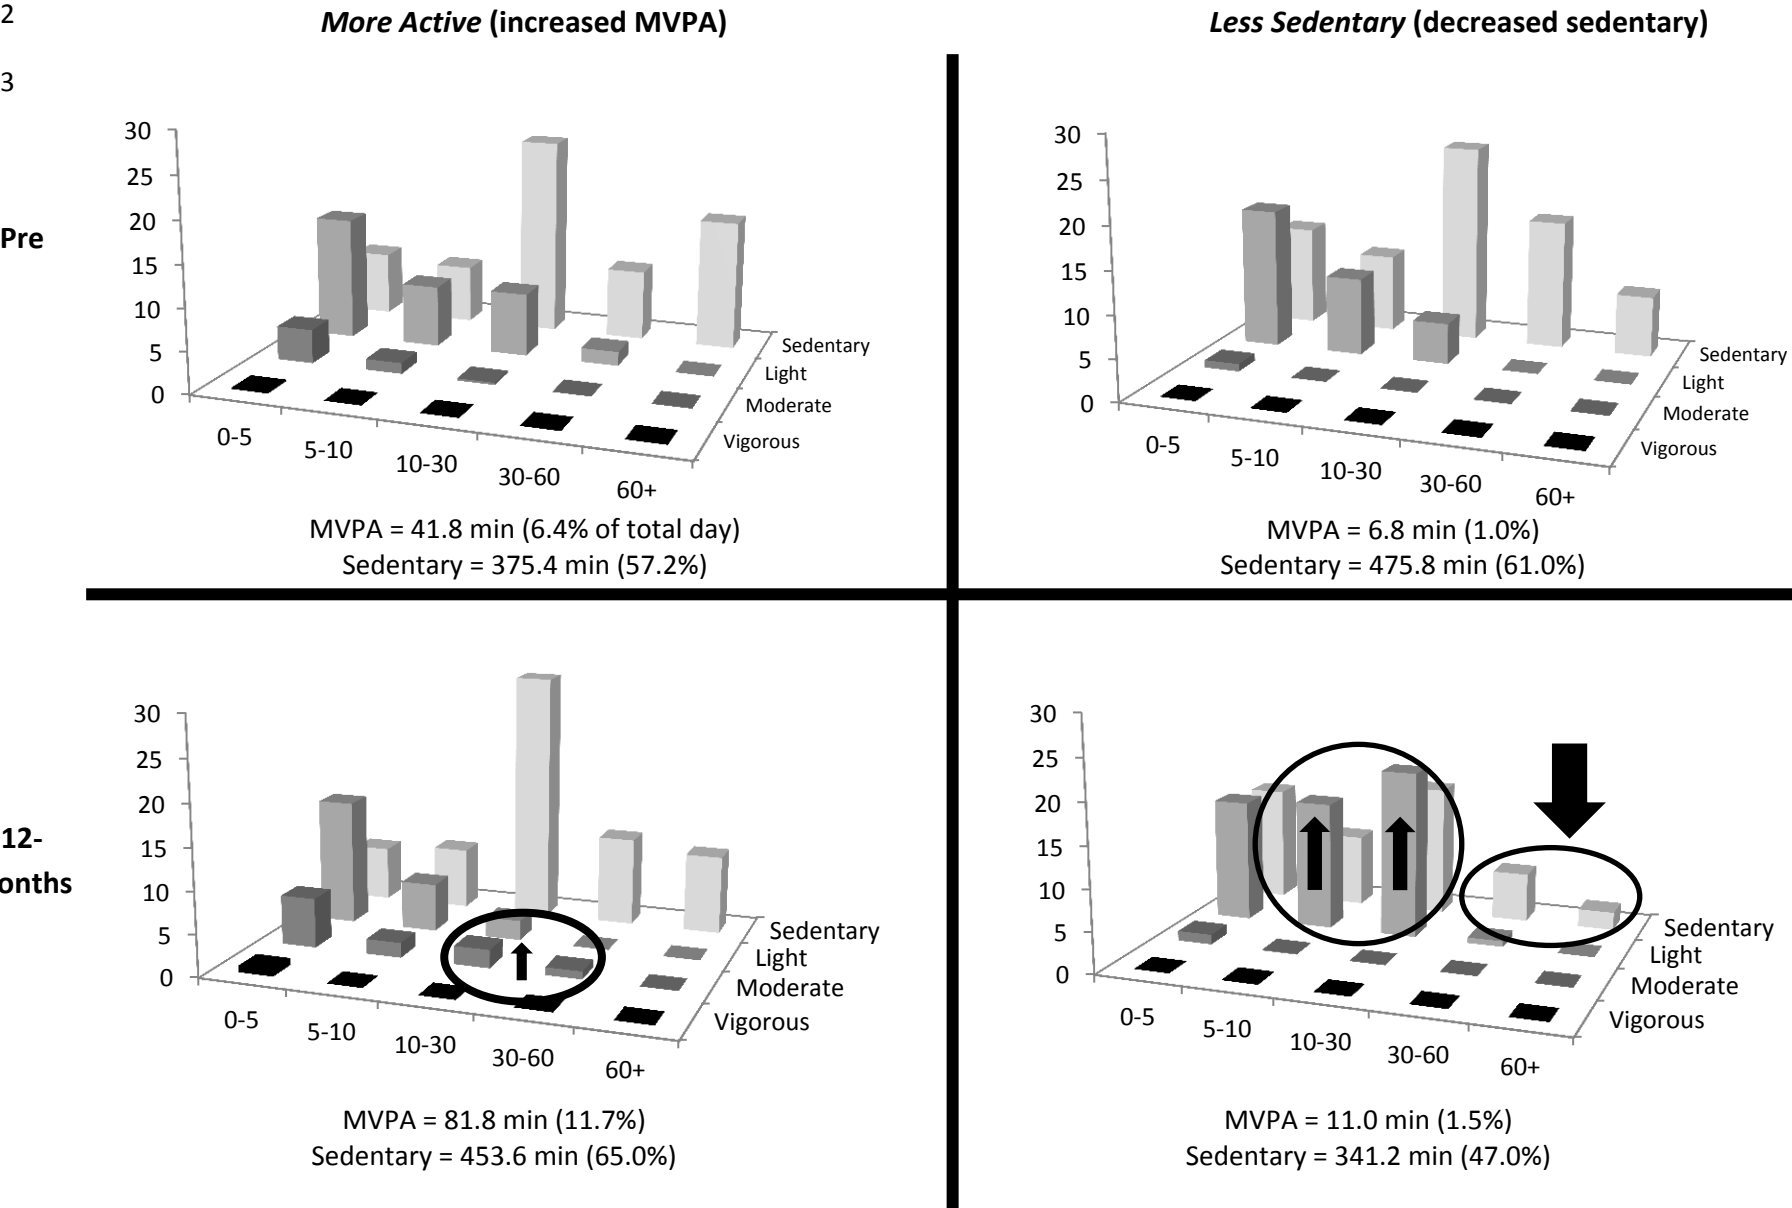 2
More Active (increased MVPA)
Less Sedentary (decreased sedentary)
3
Pre
30
25
20
15
10
5
0
0-5
5-10
10-30
30-60
60+
Sedentary
Light
Moderate
Vigorous
MVPA = 41.8 min (6.4% of total day)
Sedentary = 375.4 min (57.2%)
30
25
20
15
10
5
0
0-5
5-10
10-30
30-60
60+
Sedentary
Light
Moderate
Vigorous
MVPA = 6.8 min (1.0%)
Sedentary = 475.8 min (61.0%)
12-
onths
30
25
20
15
10
5
0
0-5
5-10
10-30
30-60
60+
Sedentary
Light
Moderate
Vigorous
MVPA = 81.8 min (11.7%)
Sedentary = 453.6 min (65.0%)
30
25
20
15
10
5
0
0-5
5-10
10-30
30-60
60+
Sedentary
Light
Moderate
Vigorous
MVPA = 11.0 min (1.5%)
Sedentary = 341.2 min (47.0%)